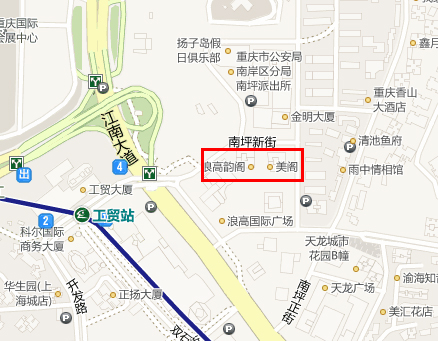 重庆国际
会展中心
扬子岛假
日俱乐部
重庆市公安局
南岸区分局
南坪派出所
鑫月
重庆香山
大酒店
江南大道
金明大厦
南坪新街
清池鱼府
4
出
浪高韵阁
美阁
雨中情相馆
工贸大厦
2
工贸站
科尔国际
商务大厦
浪高国际广场
天龙城市
花园B幢
华生园(上
海城店)
开发路
正扬大厦
南坪正街
天龙广场
渝海知音
美汇花店
双石
P
P
P
P
P
P
P